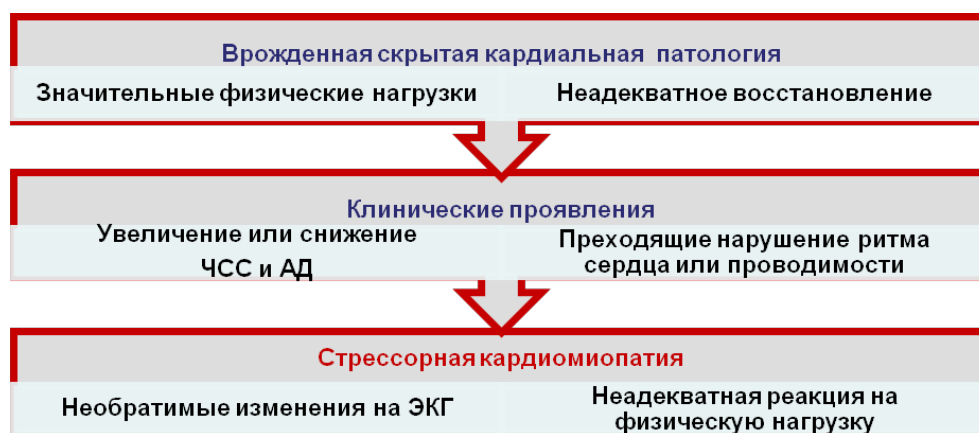 Врожденная скрытая кардиальная патология
Значительные физические нагрузки
Неадекватное восстановление
Клинические проявления
Увеличение или снижение
ЧСС и АД
Преходящие нарушение ритма
сердца или проводимости
Стрессорная кардиомиопатия
Необратимые изменения на ЭКГ
Неадекватная реакция на
физическую нагрузку